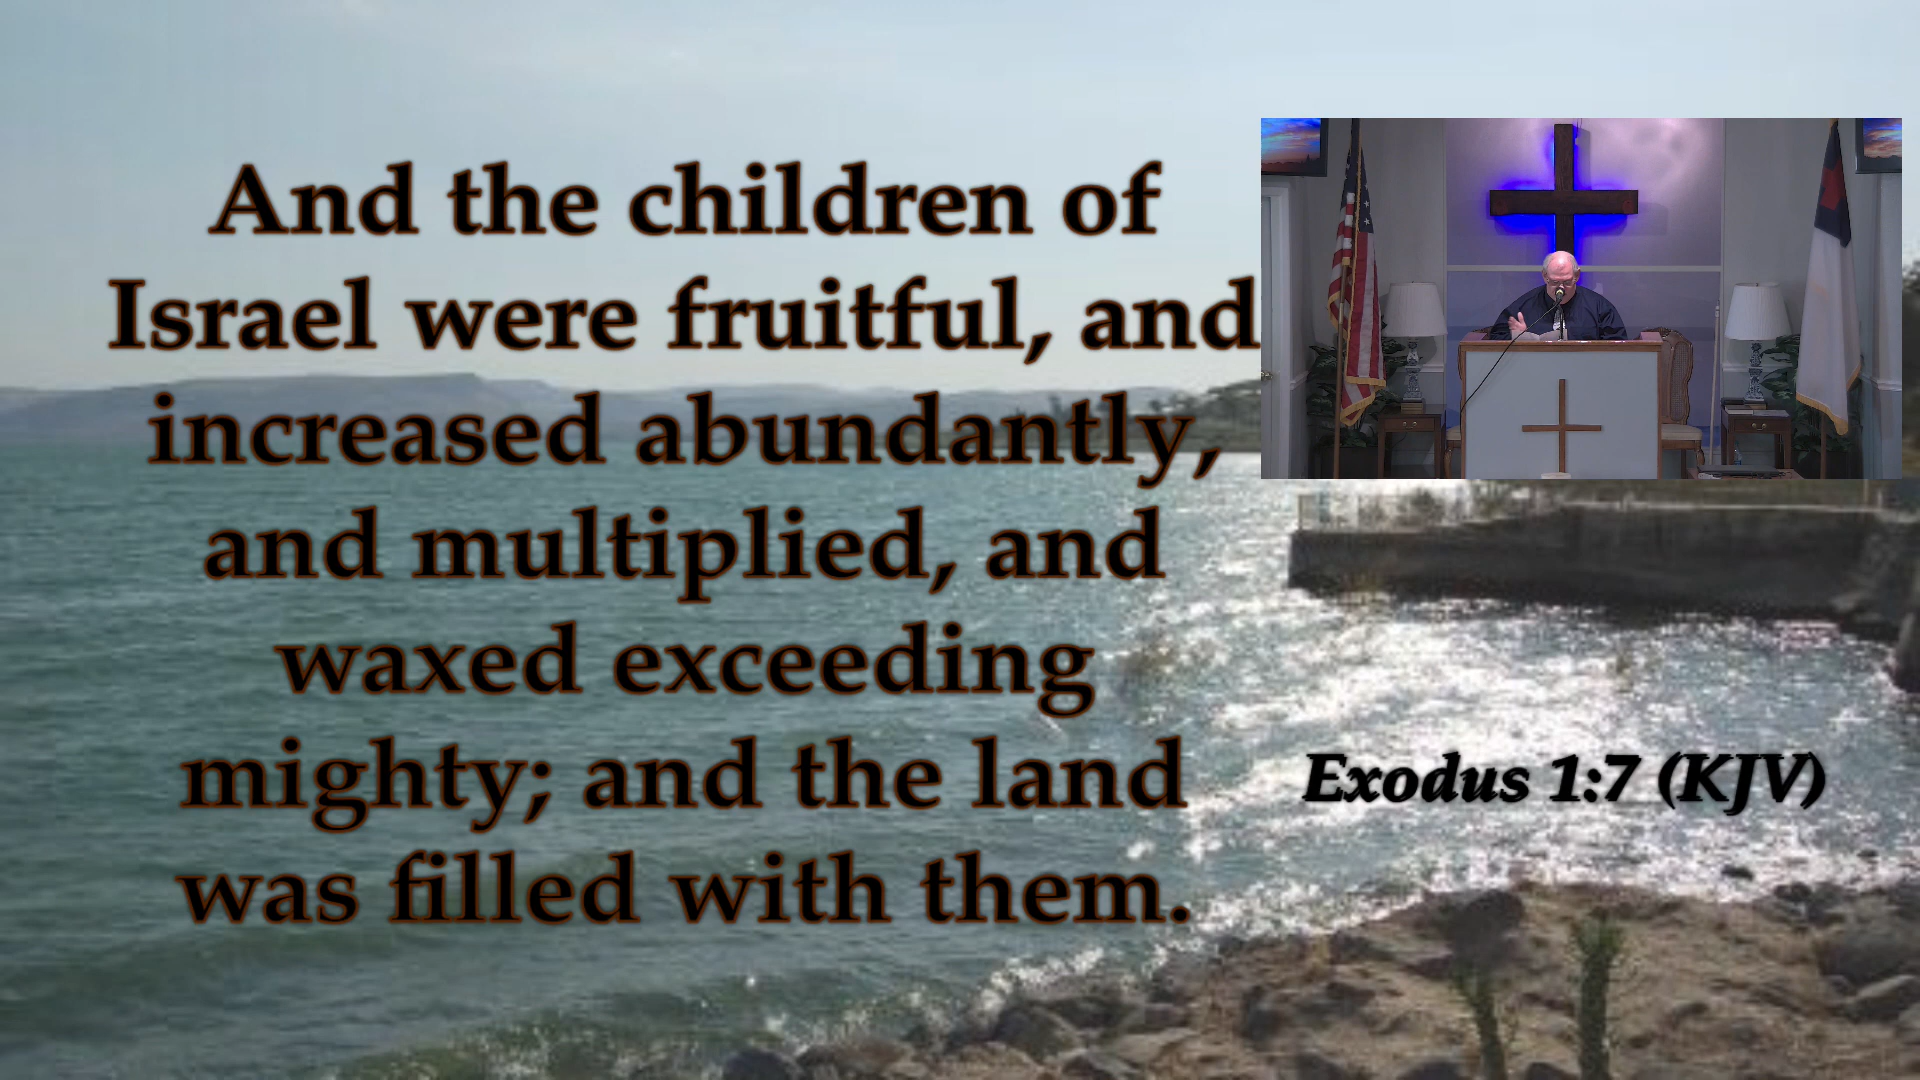 And the children of
Israel were fruitful, and
increased abundantly,
and multiplied, and
waxed exceeding
mighty; and the land
was filled with them.
Exodus 1:7 (KJV)